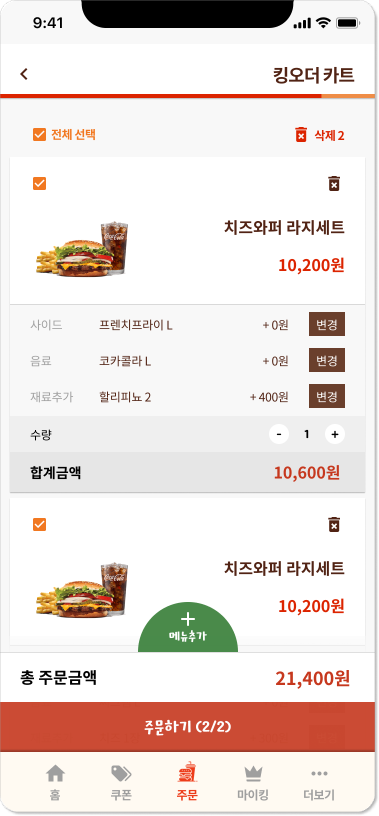 9:41
킹오더 카트
전체 선택
삭제 2
치즈와퍼 라지세트
10,200원
사이드 프렌치프라이 L + 0원 변경
음료 코카콜라 L + 0원 변경
재료추가 할리피뇨 2 + 400원 변경
수량 - 1 +
합계금액 10,600원
치즈와퍼 라지세트
10,200원
메뉴추가
총 주문금액 21,400원
주문하기 (2/2)
홈 쿠폰 주문 마이킹 더보기